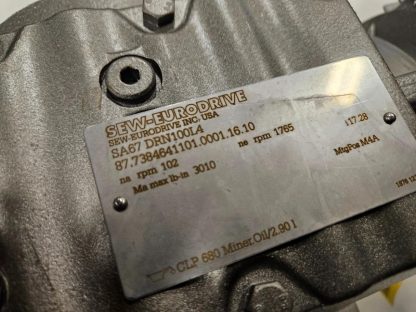 SEW-EURODRIVE
SEW-EURODRIVE INC. USA
SA67 DRN100L4
87.7384641101.0001.16.10
na rpm 102 ne rpm 1765 i 17.28
Ma max lb-in 3010 MtgPos M4A
CLP 680 Miner.Oil/2.90 l